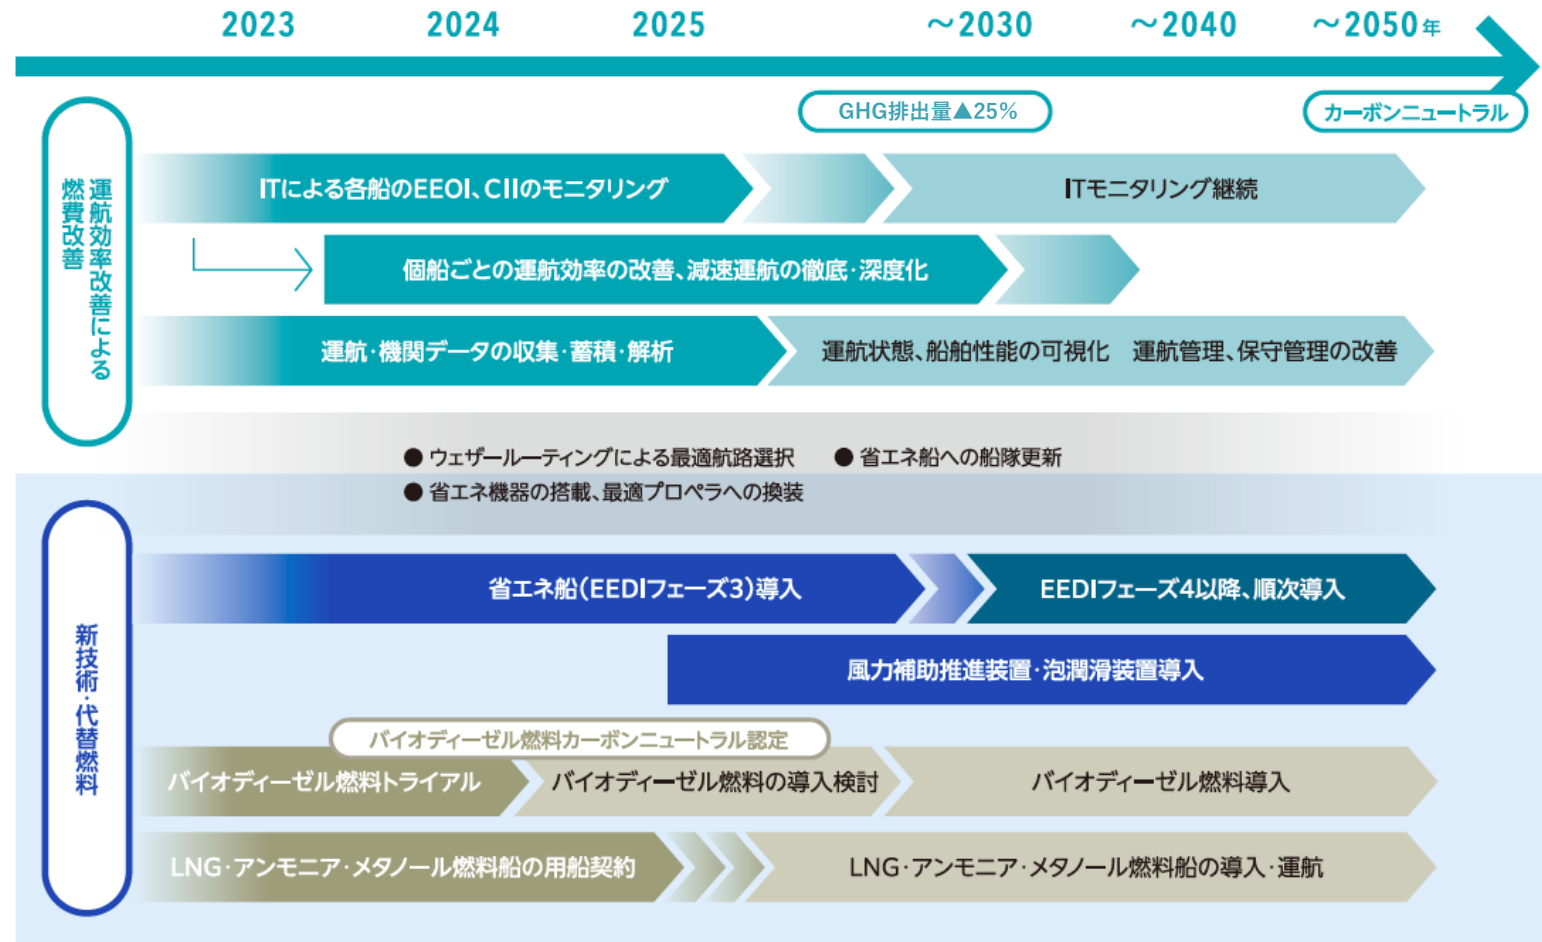 2023 2024 2025 ～2030 ～2040 ～2050年
GHG排出量▲25%
カーボンニュートラル
運航効率改善による
燃費改善
ITによる各船のEEOI、CIIのモニタリング
ITモニタリング継続
個船ごとの運航効率の改善、減速運航の徹底・深度化
運航・機関データの収集・蓄積・解析
運航状態、船舶性能の可視化 運航管理、保守管理の改善
● ウェザールーティングによる最適航路選択 ● 省エネ船への船隊更新
● 省エネ機器の搭載、最適プロペラへの換装
新技術・代替燃料
省エネ船(EEDIフェーズ3)導入
EEDIフェーズ4以降、順次導入
風力補助推進装置・泡潤滑装置導入
バイオディーゼル燃料カーボンニュートラル認定
バイオディーゼル燃料トライアル
バイオディーゼル燃料の導入検討
バイオディーゼル燃料導入
LNG・アンモニア・メタノール燃料船の用船契約
LNG・アンモニア・メタノール燃料船の導入・運航